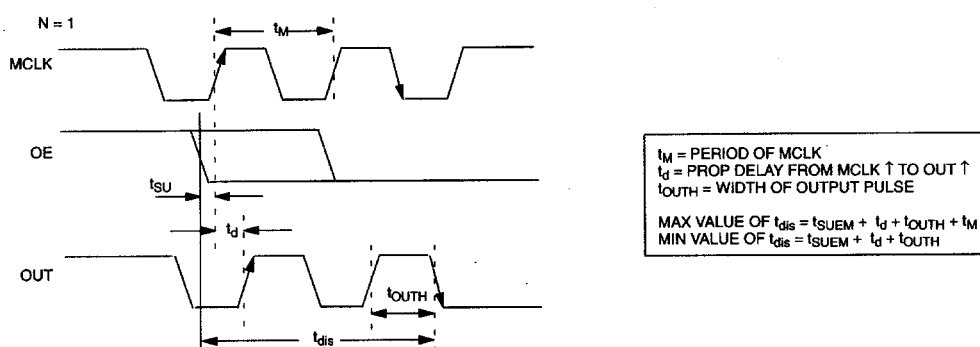 N = 1
t_M
MCLK
OE
t_SU
t_d
OUT
t_OUTH
t_dis
t_M = PERIOD OF MCLK
t_d = PROP DELAY FROM MCLK ↑ TO OUT ↑
t_OUTH = WIDTH OF OUTPUT PULSE
MAX VALUE OF t_dis = t_SUEM + t_d + t_OUTH + t_M
MIN VALUE OF t_dis = t_SUEM + t_d + t_OUTH